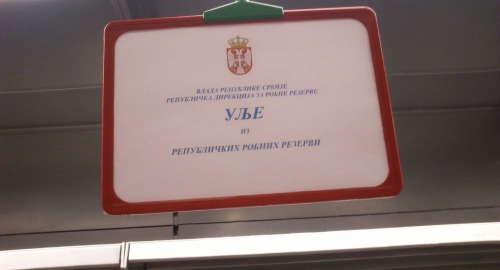 ВЛАДА РЕПУБЛИКЕ СРБИЈЕ
РЕПУБЛИЧКА ДИРЕКЦИЈА ЗА РОБНЕ РЕЗЕРВЕ
УЉЕ
ИЗ
РЕПУБЛИЧКИХ РОБНИХ РЕЗЕРВИ